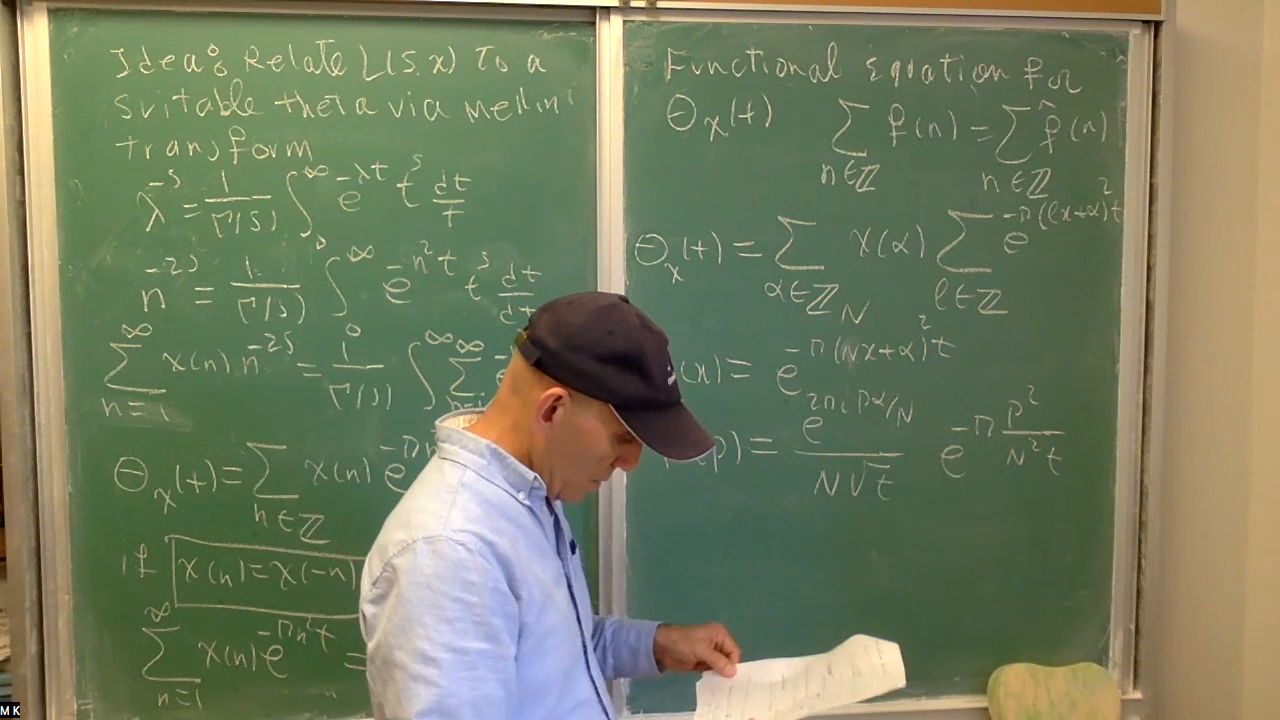 Idea: Relate L(s, χ) to a
suitable theta via mellin
transform
λ^{-s} = 1/Γ(s) ∫_0^∞ e^{-λt} t^s dt/t
n^{-2s} = 1/Γ(s) ∫_0^∞ e^{-n²t} t^s dt/dt
∑_{n=1}^∞ χ(n) n^{-2s} = 1/Γ(s) ∫^∞ ∑^∞
Θ_χ(t) = ∑_{n∈ℤ} χ(n) e^{-πn
if χ(n) = χ(-n)
∑_{n=1}^∞ χ(n) e^{-πn²t} =
Functional Equation for
Θ_χ(t) ∑_{n∈ℤ} f(n) = ∑_{n∈ℤ} f̂(n)
Θ_χ(t) = ∑_{α∈ℤ_N} χ(α) ∑_{ℓ∈ℤ} e^{-π(ℓx+α)²t}
(x) = e^{-π(Nx+α)²t}
(p) = e^{2πipα/N}/N√t e^{-π p²/N²t}
MK